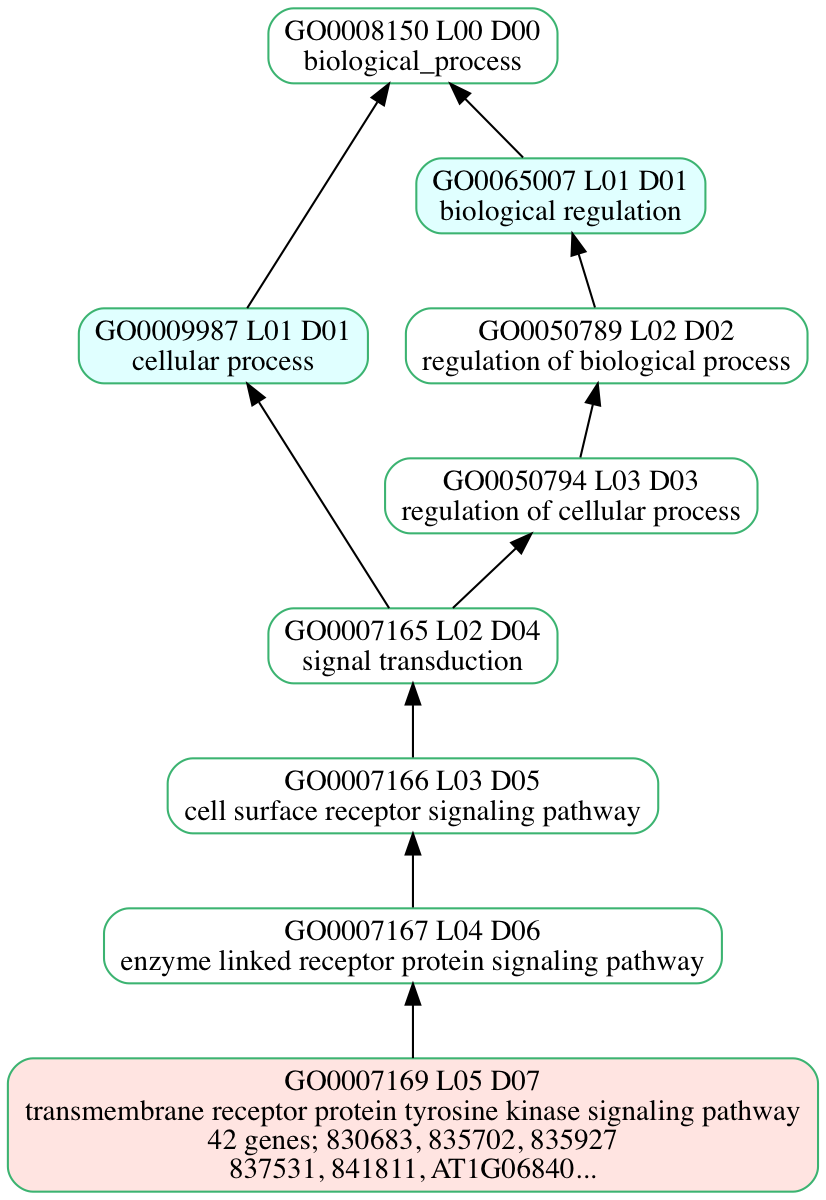 GO0008150 L00 D00
biological_process
GO0065007 L01 D01
biological regulation
GO0009987 L01 D01
cellular process
GO0050789 L02 D02
regulation of biological process
GO0050794 L03 D03
regulation of cellular process
GO0007165 L02 D04
signal transduction
GO0007166 L03 D05
cell surface receptor signaling pathway
GO0007167 L04 D06
enzyme linked receptor protein signaling pathway
GO0007169 L05 D07
transmembrane receptor protein tyrosine kinase signaling pathway
42 genes; 830683, 835702, 835927
837531, 841811, AT1G06840...